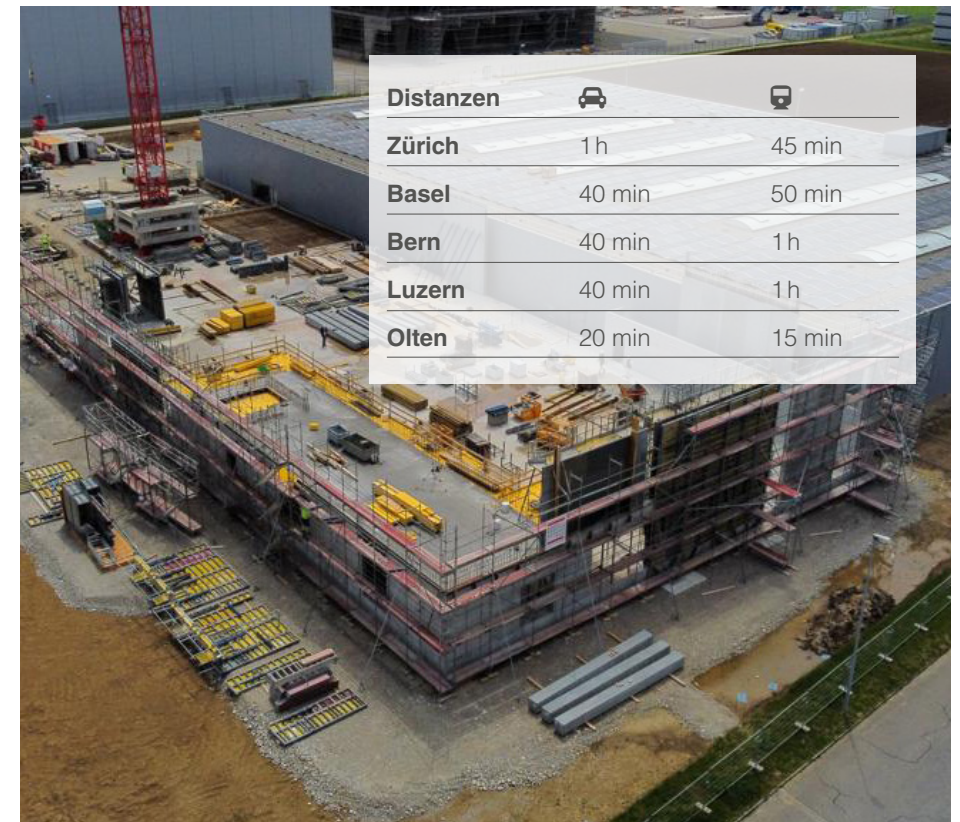 Distanzen
Zürich 1 h 45 min
Basel 40 min 50 min
Bern 40 min 1 h
Luzern 40 min 1 h
Olten 20 min 15 min